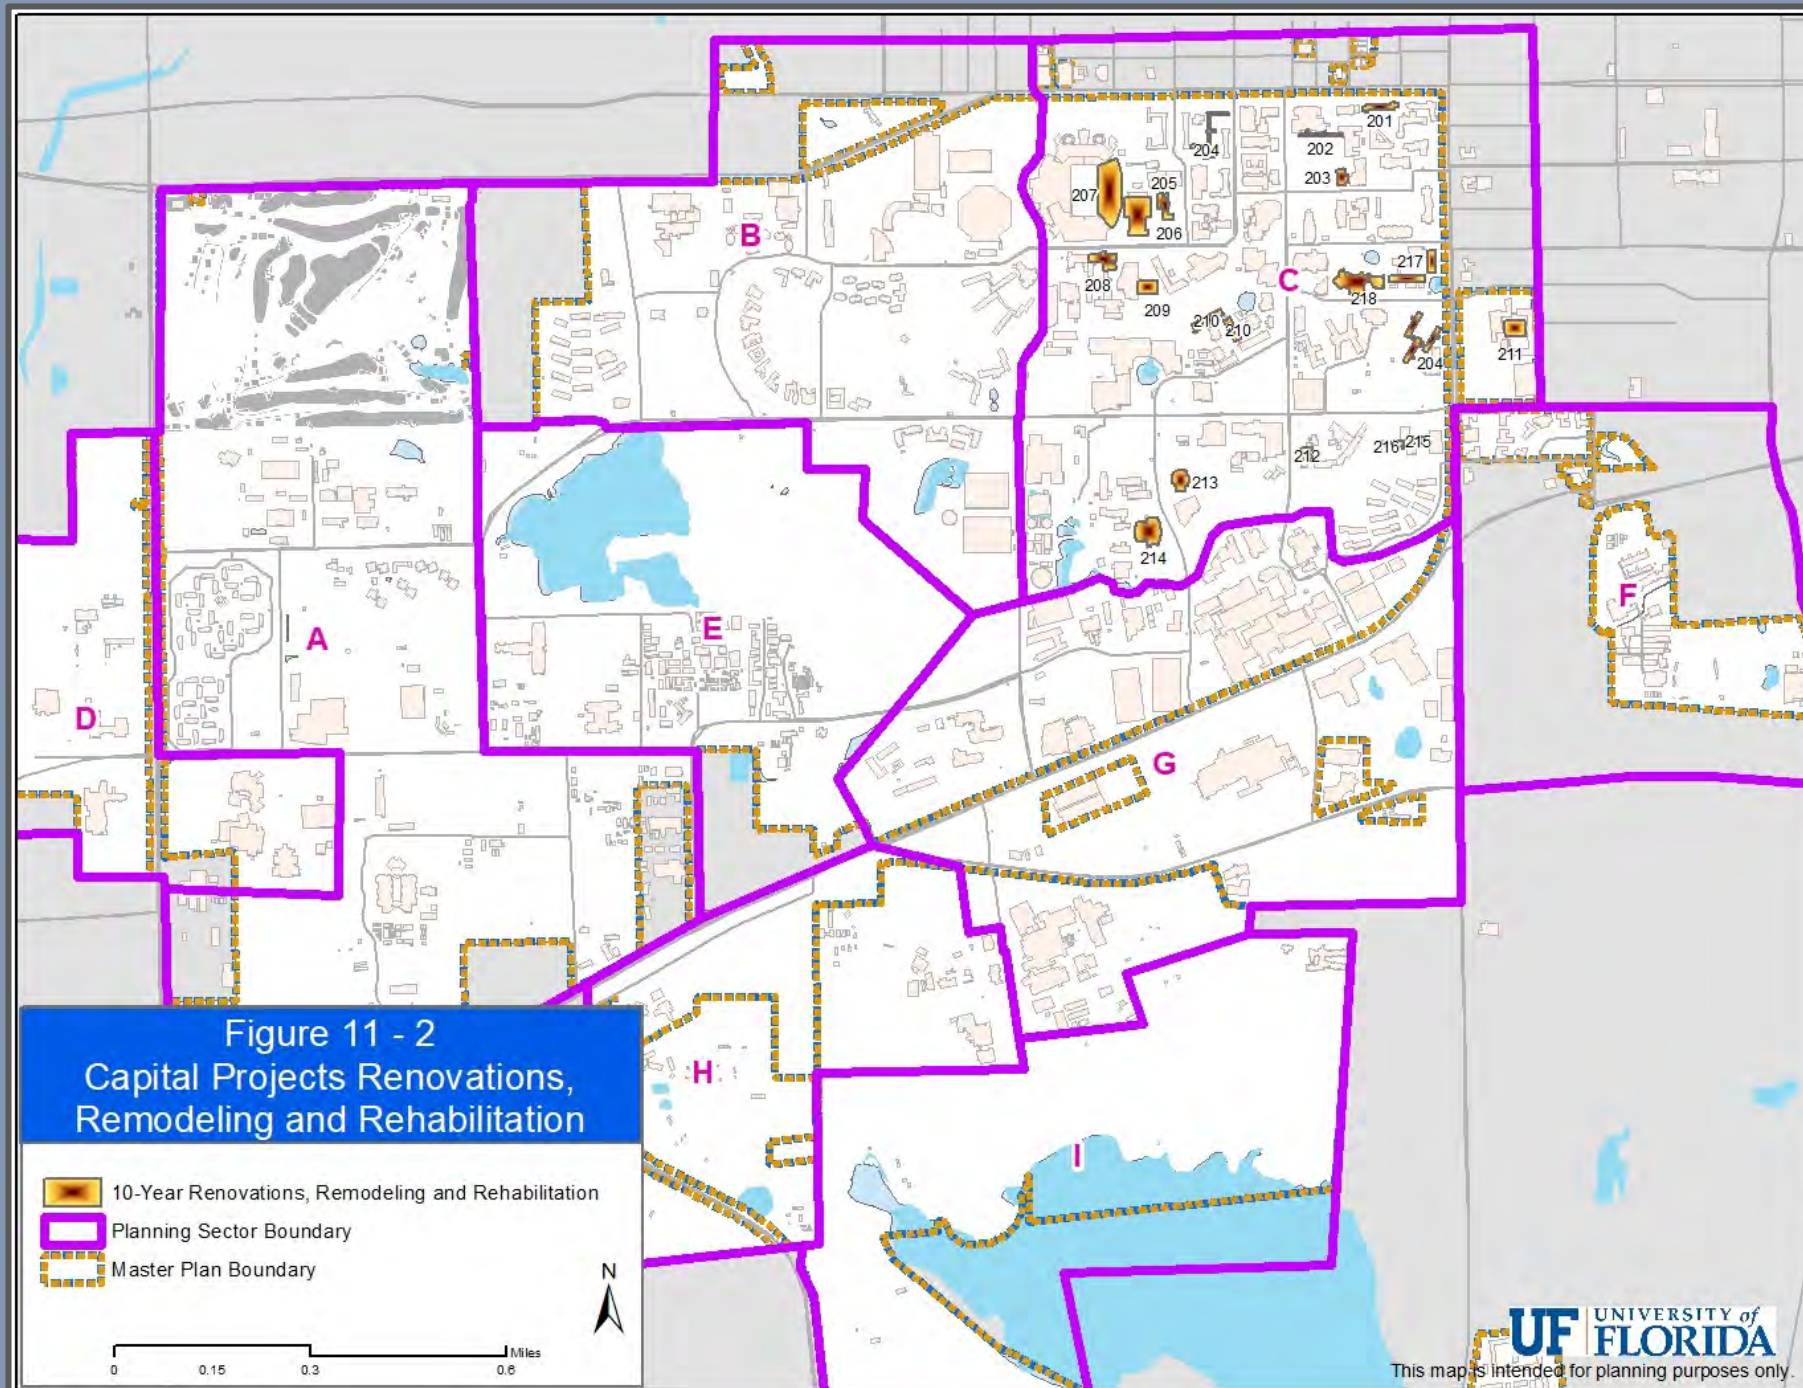 201
204
202
203
205
207
206
B
C
217
208
218
209
210
210
211
204
212
216
215
213
214
F
A
E
D
G
H
I
Figure 11 - 2
Capital Projects Renovations,
Remodeling and Rehabilitation
10-Year Renovations, Remodeling and Rehabilitation
Planning Sector Boundary
Master Plan Boundary
N
Miles
0 0.15 0.3 0.6
UF UNIVERSITY of FLORIDA
This map is intended for planning purposes only.